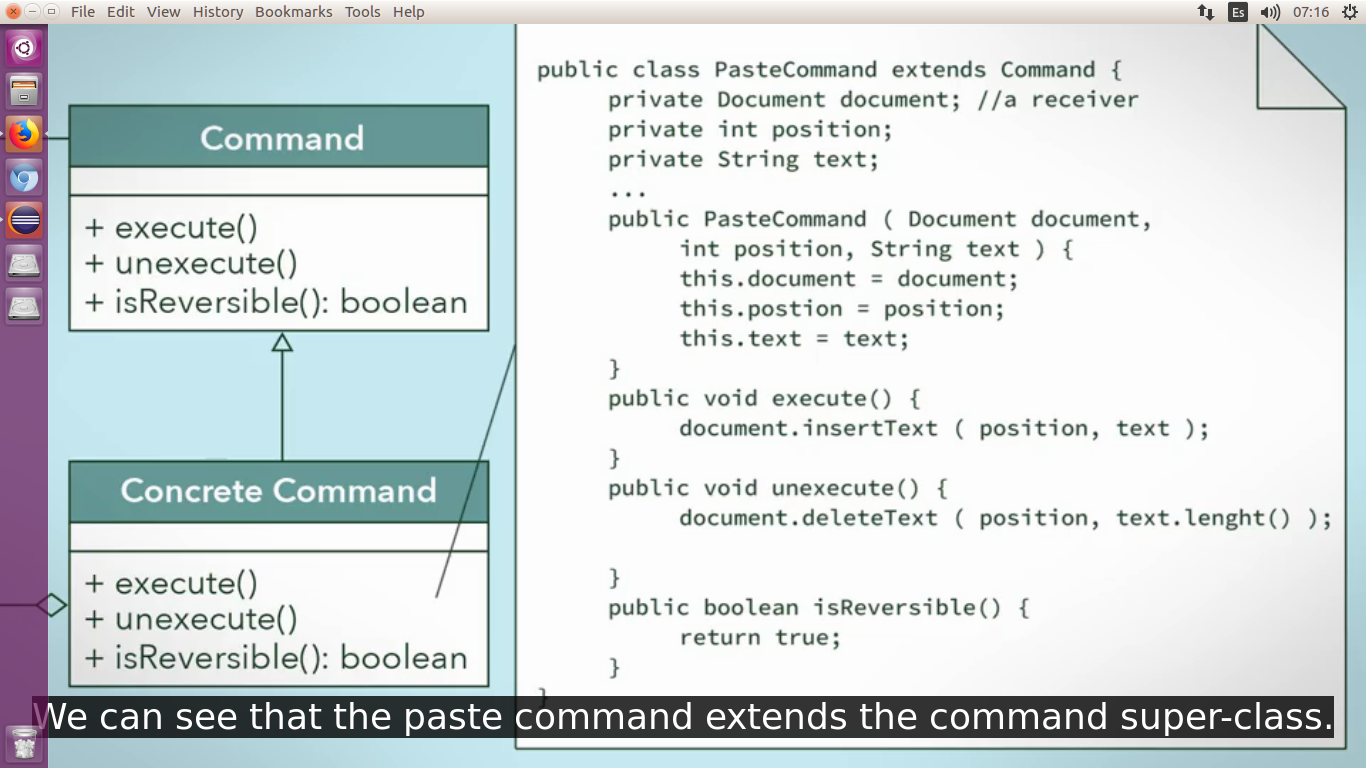 File Edit View History Bookmarks Tools Help
Es
07:16
Command
+ execute()
+ unexecute()
+ isReversible(): boolean
Concrete Command
+ execute()
+ unexecute()
+ isReversible(): boolean
public class PasteCommand extends Command {
private Document document; //a receiver
private int position;
private String text;
...
public PasteCommand ( Document document,
int position, String text ) {
this.document = document;
this.postion = position;
this.text = text;
}
public void execute() {
document.insertText ( position, text );
}
public void unexecute() {
document.deleteText ( position, text.lenght() );
}
public boolean isReversible() {
return true;
}
}
We can see that the paste command extends the command super-class.